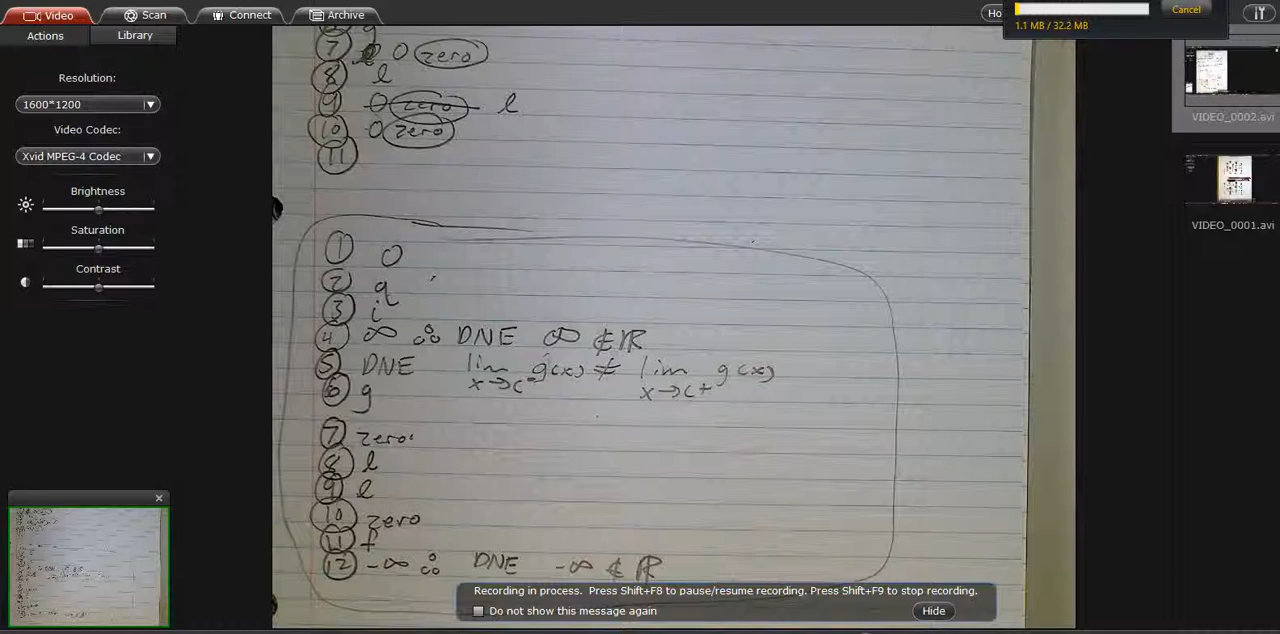 Video Scan Connect Archive Ho Cancel
1.1 MB / 32.2 MB
Actions Library
Resolution:
1600*1200
Video Codec:
Xvid MPEG-4 Codec
Brightness
Saturation
Contrast
VIDEO_0002.avi
VIDEO_0001.avi
7 0 zero
8 l
9 0 zero l
10 0 zero
11
1 0
2 q
3 i
4 ∞ ∴ DNE ∞ ∉ ℝ
5 DNE lim x→c⁻ g(x) ≠ lim x→c+ g(x)
6 g
7 zero.
8 l
9 l
10 zero
11 f
12 -∞ ∴ DNE -∞ ∉ ℝ
Recording in process. Press Shift+F8 to pause/resume recording. Press Shift+F9 to stop recording.
Do not show this message again Hide